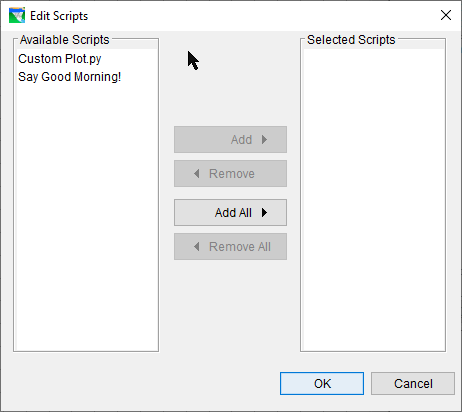 Edit Scripts
Available Scripts
Custom Plot.py
Say Good Morning!
Add
Remove
Add All
Remove All
Selected Scripts
OK
Cancel